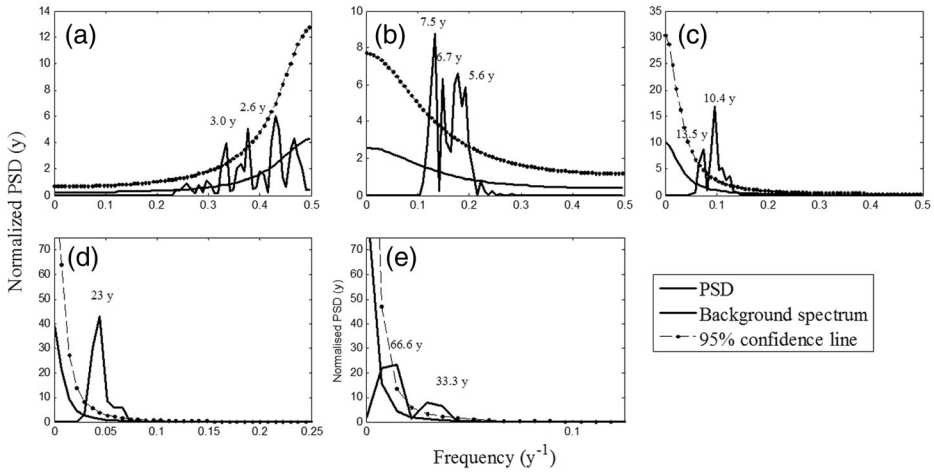 (a)
14
12
10
8
6
4
2
0
3.0 y
2.6 y
0 0.1 0.2 0.3 0.4 0.5
(b)
10
8
6
4
2
0
7.5 y
6.7 y
5.6 y
0 0.1 0.2 0.3 0.4 0.5
(c)
35
30
25
20
15
10
5
0
13.5 y
10.4 y
0 0.1 0.2 0.3 0.4 0.5
Normalized PSD (y)
(d)
70
60
50
40
30
20
10
0
23 y
0 0.05 0.1 0.15 0.2 0.25
(e)
Normalised PSD (y)
70
60
50
40
30
20
10
0
66.6 y
33.3 y
0 0.1
PSD
Background spectrum
95% confidence line
Frequency (y⁻¹)